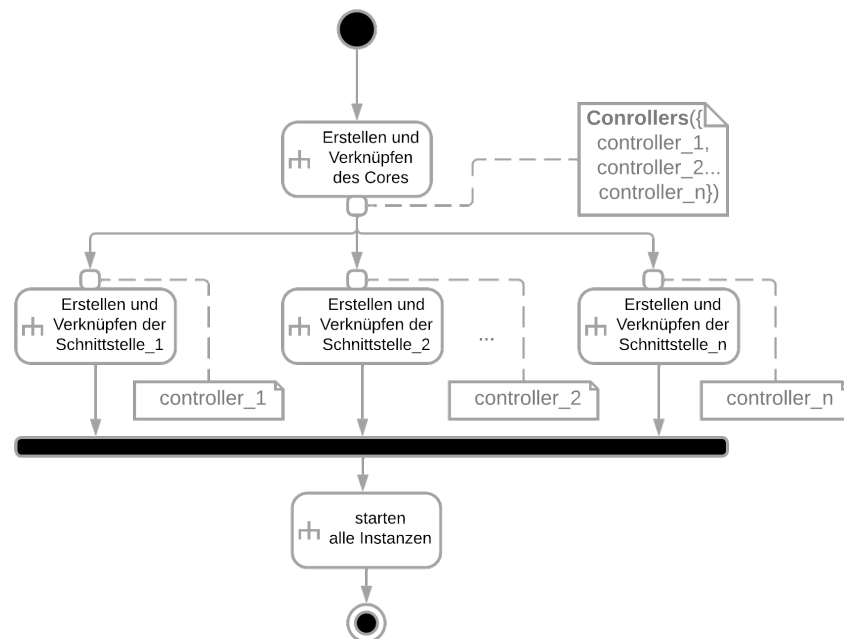 Erstellen und
Verknüpfen
des Cores
Conrollers({
controller_1,
controller_2...
controller_n})
Erstellen und
Verknüpfen der
Schnittstelle_1
Erstellen und
Verknüpfen der
Schnittstelle_2
...
Erstellen und
Verknüpfen der
Schnittstelle_n
controller_1
controller_2
controller_n
starten
alle Instanzen